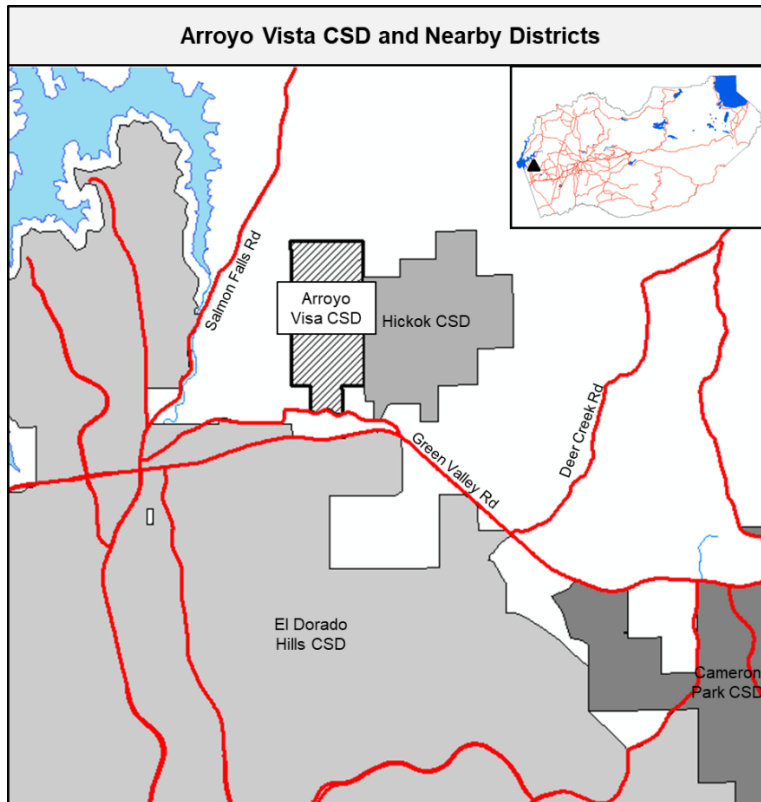 Arroyo Vista CSD and Nearby Districts
Salmon Falls Rd
Arroyo
Visa CSD
Hickok CSD
Deer Creek Rd
Green Valley Rd
El Dorado
Hills CSD
Cameron
Park CSD